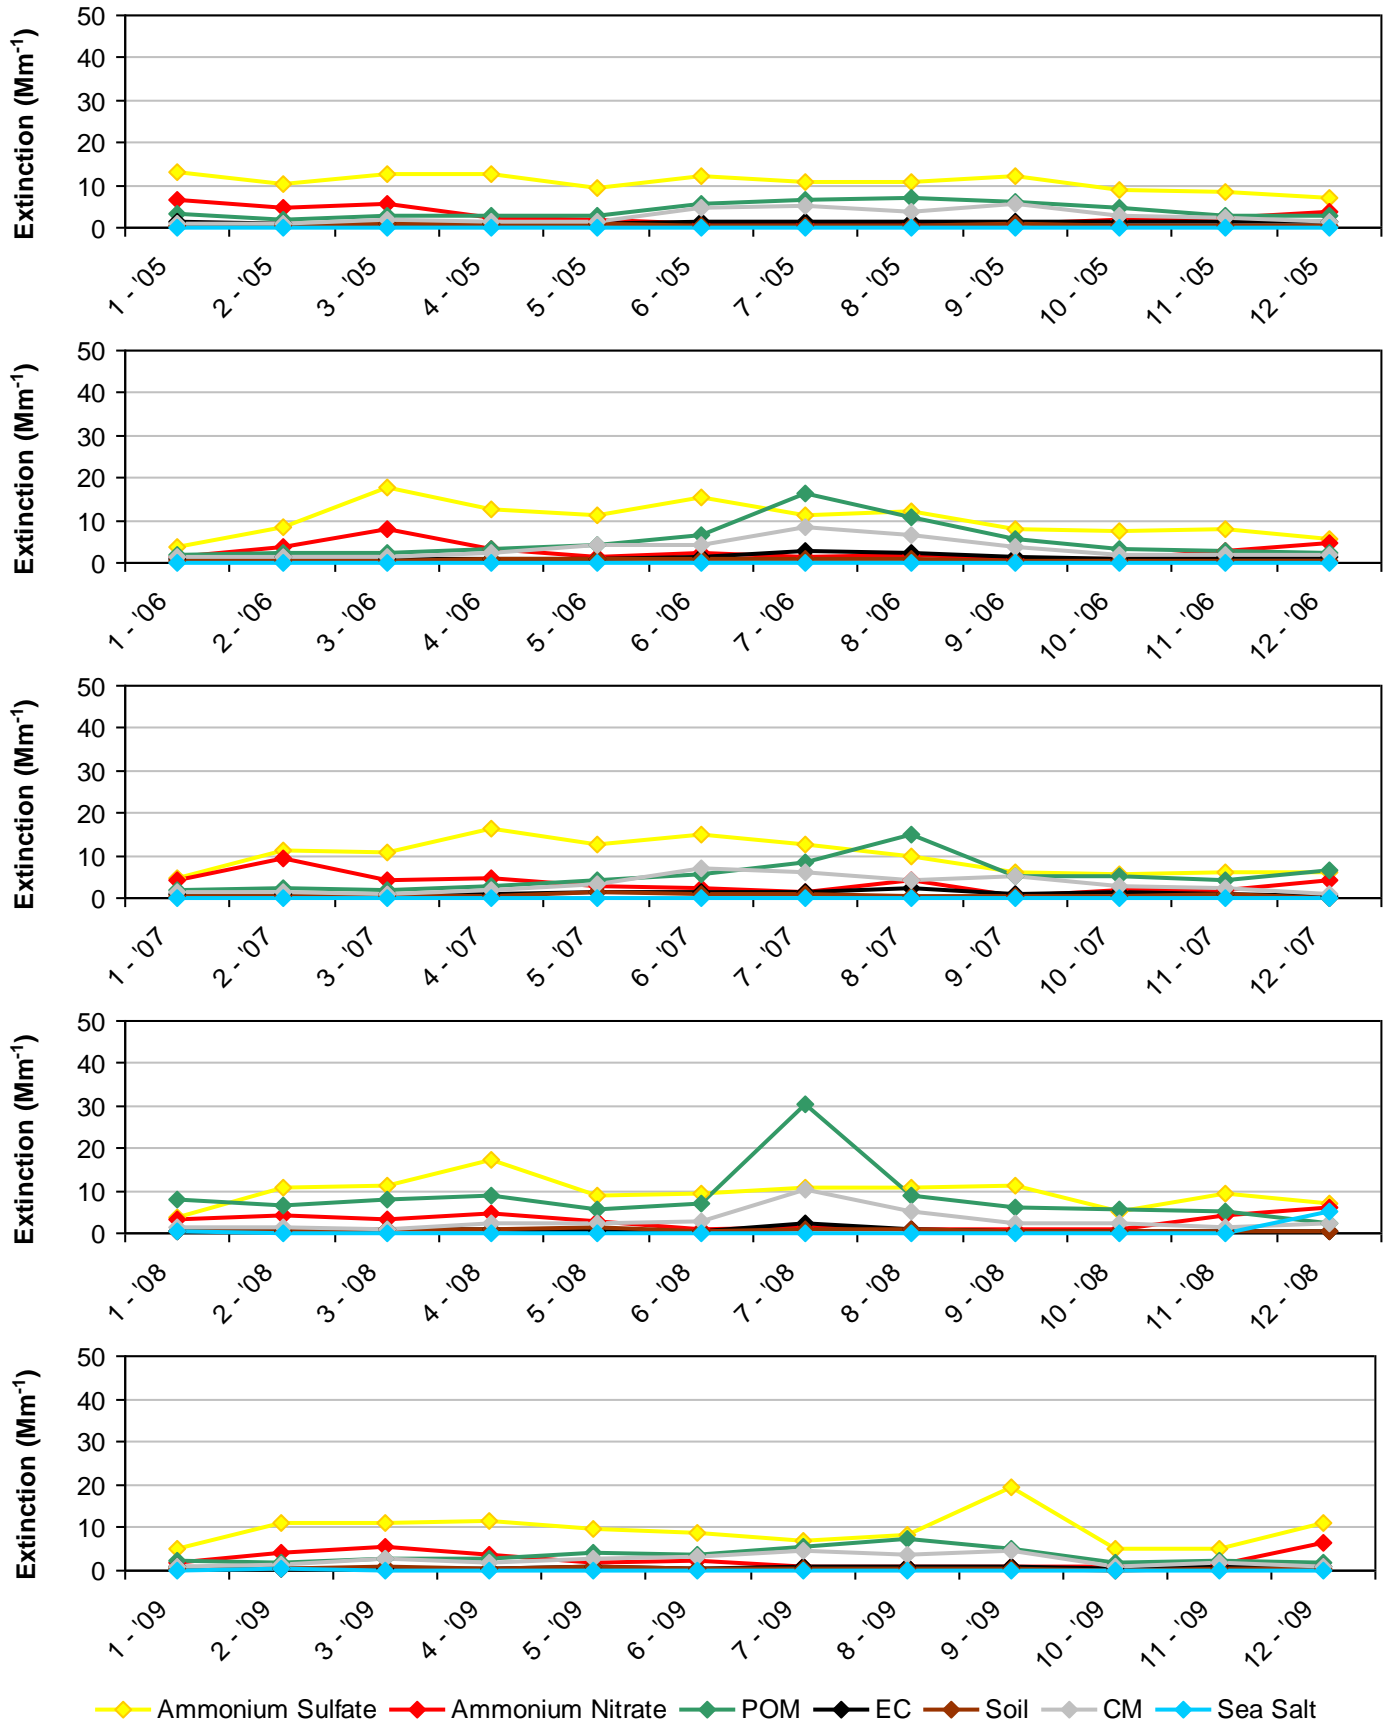 Extinction (Mm-1)
50
40
30
20
10
0
1 - '05
2 - '05
3 - '05
4 - '05
5 - '05
6 - '05
7 - '05
8 - '05
9 - '05
10 - '05
11 - '05
12 - '05
Extinction (Mm-1)
50
40
30
20
10
0
1 - '06
2 - '06
3 - '06
4 - '06
5 - '06
6 - '06
7 - '06
8 - '06
9 - '06
10 - '06
11 - '06
12 - '06
Extinction (Mm-1)
50
40
30
20
10
0
1 - '07
2 - '07
3 - '07
4 - '07
5 - '07
6 - '07
7 - '07
8 - '07
9 - '07
10 - '07
11 - '07
12 - '07
Extinction (Mm-1)
50
40
30
20
10
0
1 - '08
2 - '08
3 - '08
4 - '08
5 - '08
6 - '08
7 - '08
8 - '08
9 - '08
10 - '08
11 - '08
12 - '08
Extinction (Mm-1)
50
40
30
20
10
0
1 - '09
2 - '09
3 - '09
4 - '09
5 - '09
6 - '09
7 - '09
8 - '09
9 - '09
10 - '09
11 - '09
12 - '09
Ammonium Sulfate Ammonium Nitrate POM EC Soil CM Sea Salt